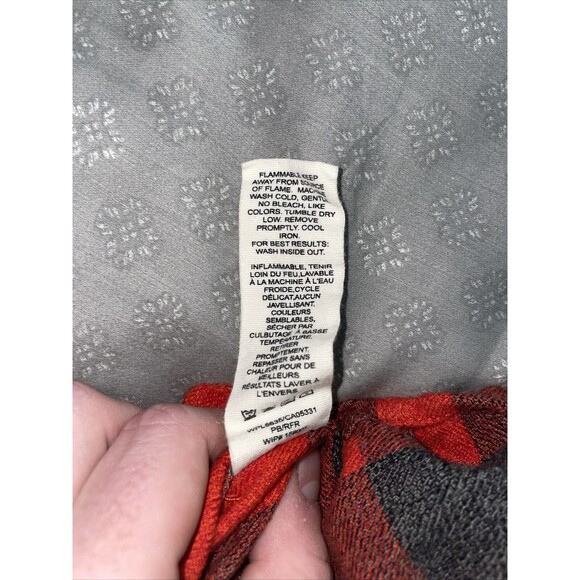 FLAMMABLE KEEP
AWAY FROM SOURCE
OF FLAME. MACHINE
WASH COLD, GENTLE
NO BLEACH, LIKE
COLORS. TUMBLE DRY
LOW. REMOVE
PROMPTLY. COOL
IRON.
FOR BEST RESULTS:
WASH INSIDE OUT.
INFLAMMABLE, TENIR
LOIN DU FEU,LAVABLE
À LA MACHINE À L'EAU
FROIDE,CYCLE
DÉLICAT,AUCUN
JAVELLISANT.
COULEURS
SEMBLABLES,
SÉCHER PAR
CULBUTAGE À BASSE
TEMPÉRATURE,
RETIRER
PROMPTEMENT.
REPASSER SANS
CHALEUR POUR DE
MEILLEURS
RÉSULTATS LAVER À
L'ENVERS.
WPL6635/CA05331
PB/RFR
WIP#